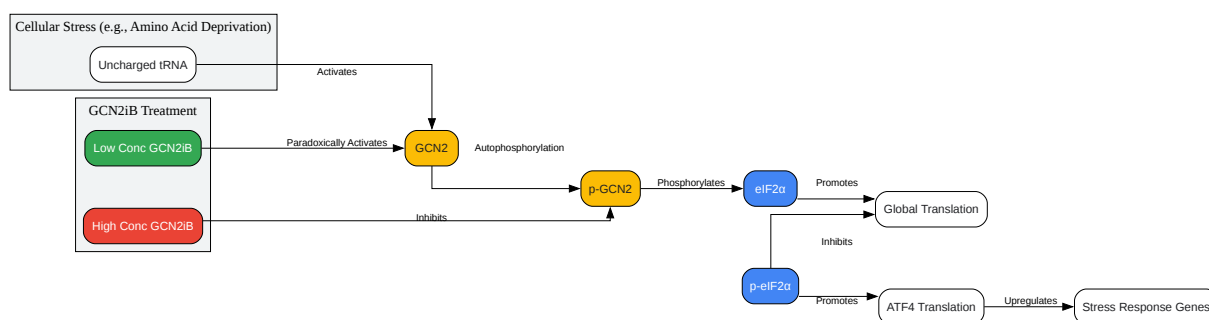 Cellular Stress (e.g., Amino Acid Deprivation)
Uncharged tRNA
Activates
GCN2iB Treatment
Low Conc GCN2iB
Paradoxically Activates
GCN2
Autophosphorylation
High Conc GCN2iB
Inhibits
p-GCN2
Phosphorylates
eIF2α
Promotes
Global Translation
Inhibits
p-eIF2α
Promotes
ATF4 Translation
Upregulates
Stress Response Genes